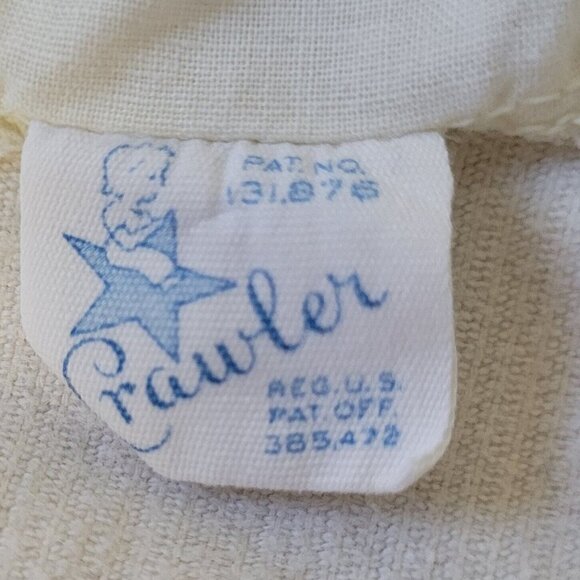 PAT. NO.
131,876
Crawler
REG. U.S.
PAT. OFF.
385,472